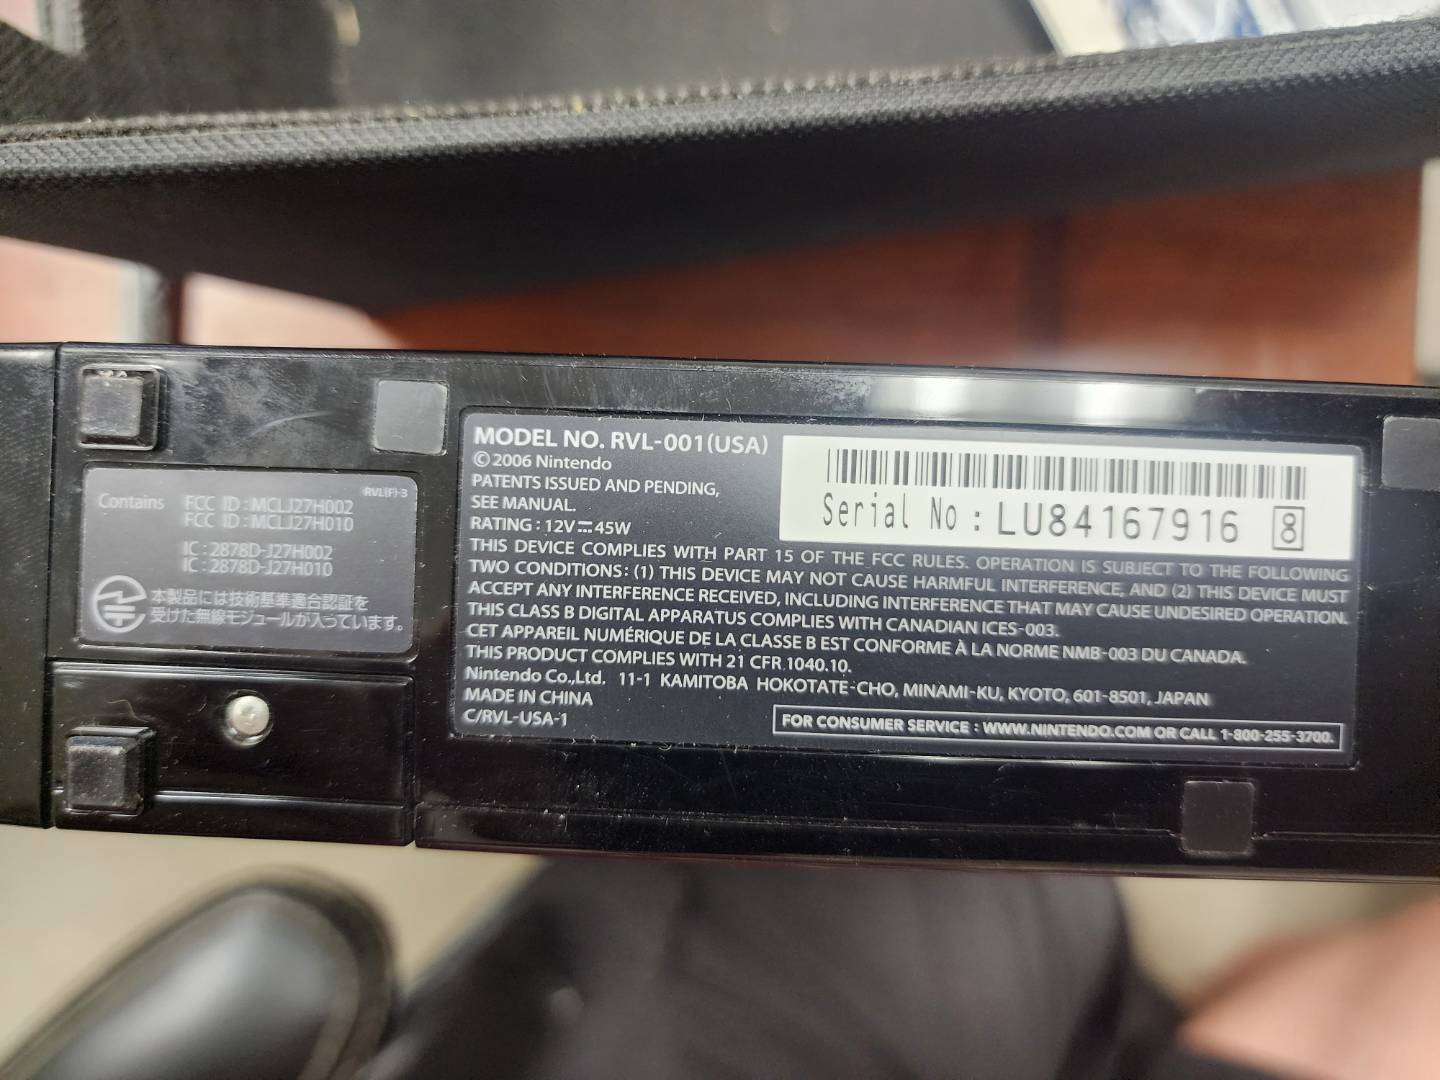 Contains FCC ID : MCLJ27H002 RVL(F)-3
FCC ID : MCLJ27H010
IC : 2878D-J27H002
IC : 2878D-J27H010
本製品には技術基準適合認証を
受けた無線モジュールが入っています。
MODEL NO. RVL-001(USA)
©2006 Nintendo
PATENTS ISSUED AND PENDING,
SEE MANUAL.
RATING : 12V⎓45W
Serial No : LU84167916 8
THIS DEVICE COMPLIES WITH PART 15 OF THE FCC RULES. OPERATION IS SUBJECT TO THE FOLLOWING
TWO CONDITIONS: (1) THIS DEVICE MAY NOT CAUSE HARMFUL INTERFERENCE, AND (2) THIS DEVICE MUST
ACCEPT ANY INTERFERENCE RECEIVED, INCLUDING INTERFERENCE THAT MAY CAUSE UNDESIRED OPERATION.
THIS CLASS B DIGITAL APPARATUS COMPLIES WITH CANADIAN ICES-003.
CET APPAREIL NUMÉRIQUE DE LA CLASSE B EST CONFORME À LA NORME NMB-003 DU CANADA.
THIS PRODUCT COMPLIES WITH 21 CFR 1040.10.
Nintendo Co.,Ltd. 11-1 KAMITOBA HOKOTATE-CHO, MINAMI-KU, KYOTO, 601-8501, JAPAN
MADE IN CHINA
C/RVL-USA-1
FOR CONSUMER SERVICE : WWW.NINTENDO.COM OR CALL 1-800-255-3700.